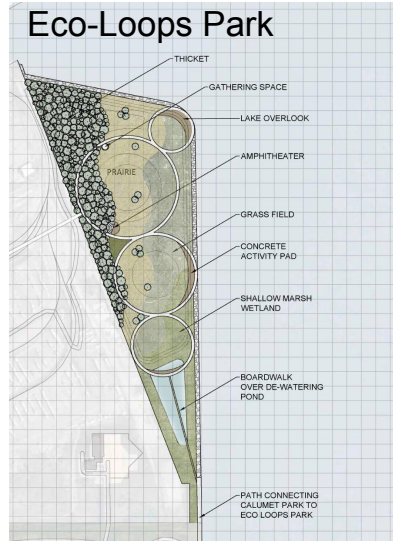 Eco-Loops Park
THICKET
GATHERING SPACE
LAKE OVERLOOK
AMPHITHEATER
PRAIRIE
GRASS FIELD
CONCRETE
ACTIVITY PAD
SHALLOW MARSH
WETLAND
BOARDWALK
OVER DE-WATERING
POND
PATH CONNECTING
CALUMET PARK TO
ECO LOOPS PARK